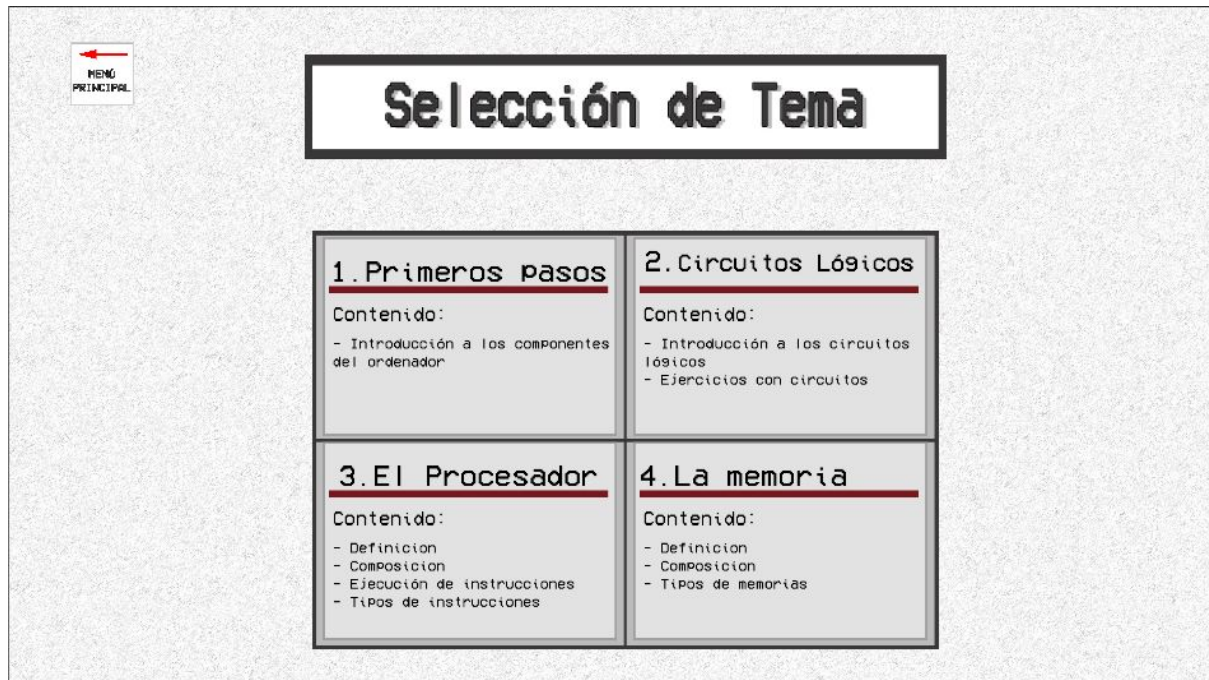 MENÚ
PRINCIPAL
Selección de Tema
1.Primeros pasos
Contenido:
- Introducción a los componentes
del ordenador
2.Circuitos Lógicos
Contenido:
- Introducción a los circuitos
lógicos
- Ejercicios con circuitos
3.El Procesador
Contenido:
- Definicion
- Composicion
- Ejecución de instrucciones
- Tipos de instrucciones
4.La memoria
Contenido:
- Definicion
- Composicion
- Tipos de memorias